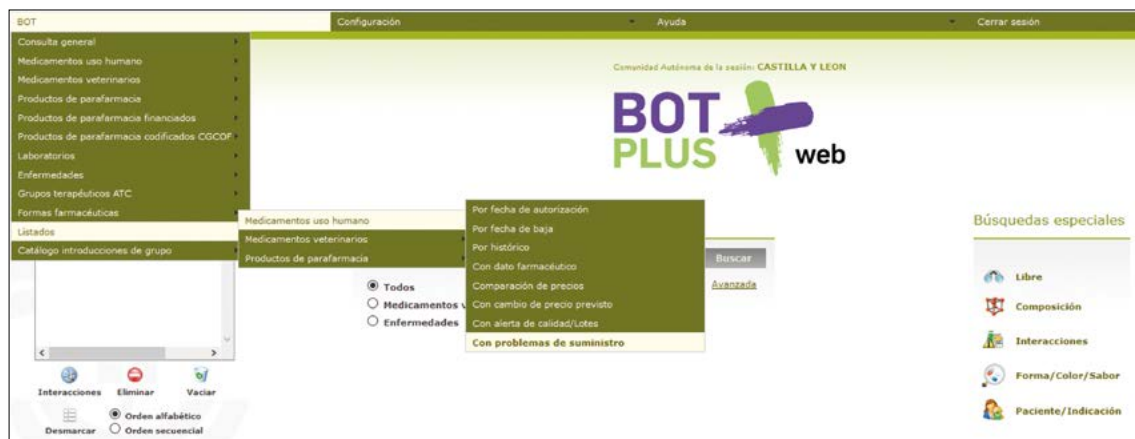 BOT Configuración Ayuda Cerrar sesión
Consulta general
Medicamentos uso humano
Medicamentos veterinarios
Productos de parafarmacia
Productos de parafarmacia financiados
Productos de parafarmacia codificados CGCOF
Laboratorios
Enfermedades
Grupos terapéuticos ATC
Formas farmacéuticas
Listados
Catálogo introducciones de grupo
Medicamentos uso humano
Medicamentos veterinarios
Productos de parafarmacia
Por fecha de autorización
Por fecha de baja
Por histórico
Con dato farmacéutico
Comparación de precios
Con cambio de precio previsto
Con alerta de calidad/Lotes
Con problemas de suministro
Comunidad Autónoma de la sesión: CASTILLA Y LEON
BOT
PLUS web
Buscar
Avanzada
Todos
Medicamentos v
Enfermedades
Búsquedas especiales
Libre
Composición
Interacciones
Forma/Color/Sabor
Paciente/Indicación
Interacciones Eliminar Vaciar
Desmarcar
Orden alfabético
Orden secuencial